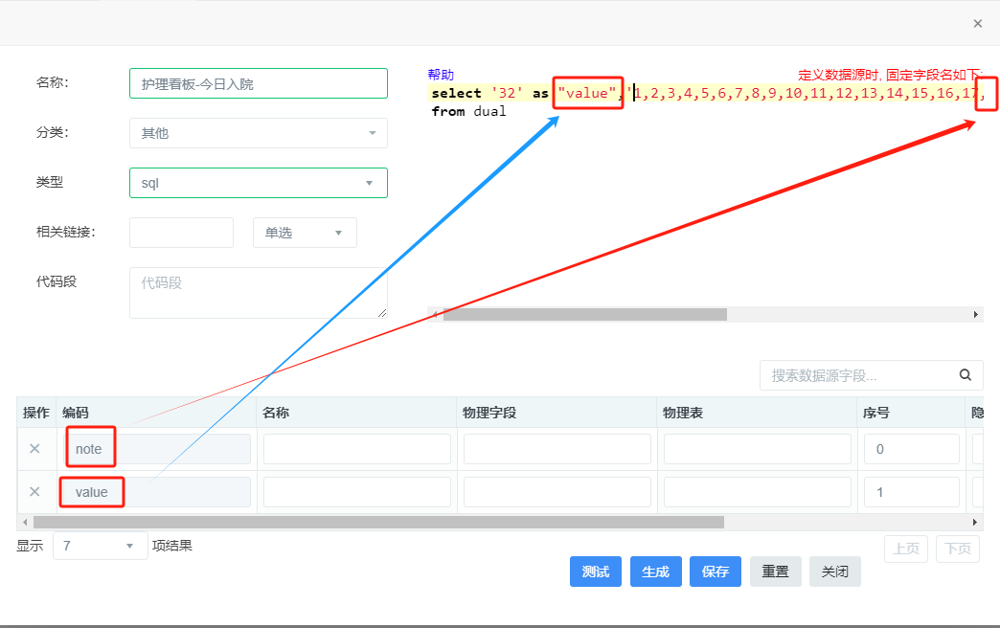 ×
名称:
护理看板-今日入院
分类:
其他
类型
sql
相关链接:
单选
代码段
代码段
帮助
定义数据源时, 固定字段名如下:
select '32' as "value",'1,2,3,4,5,6,7,8,9,10,11,12,13,14,15,16,17,
from dual
搜索数据源字段...
操作 编码 名称 物理字段 物理表 序号 隐
× note 0
× value 1
显示 7 项结果
上页 下页
测试 生成 保存 重置 关闭